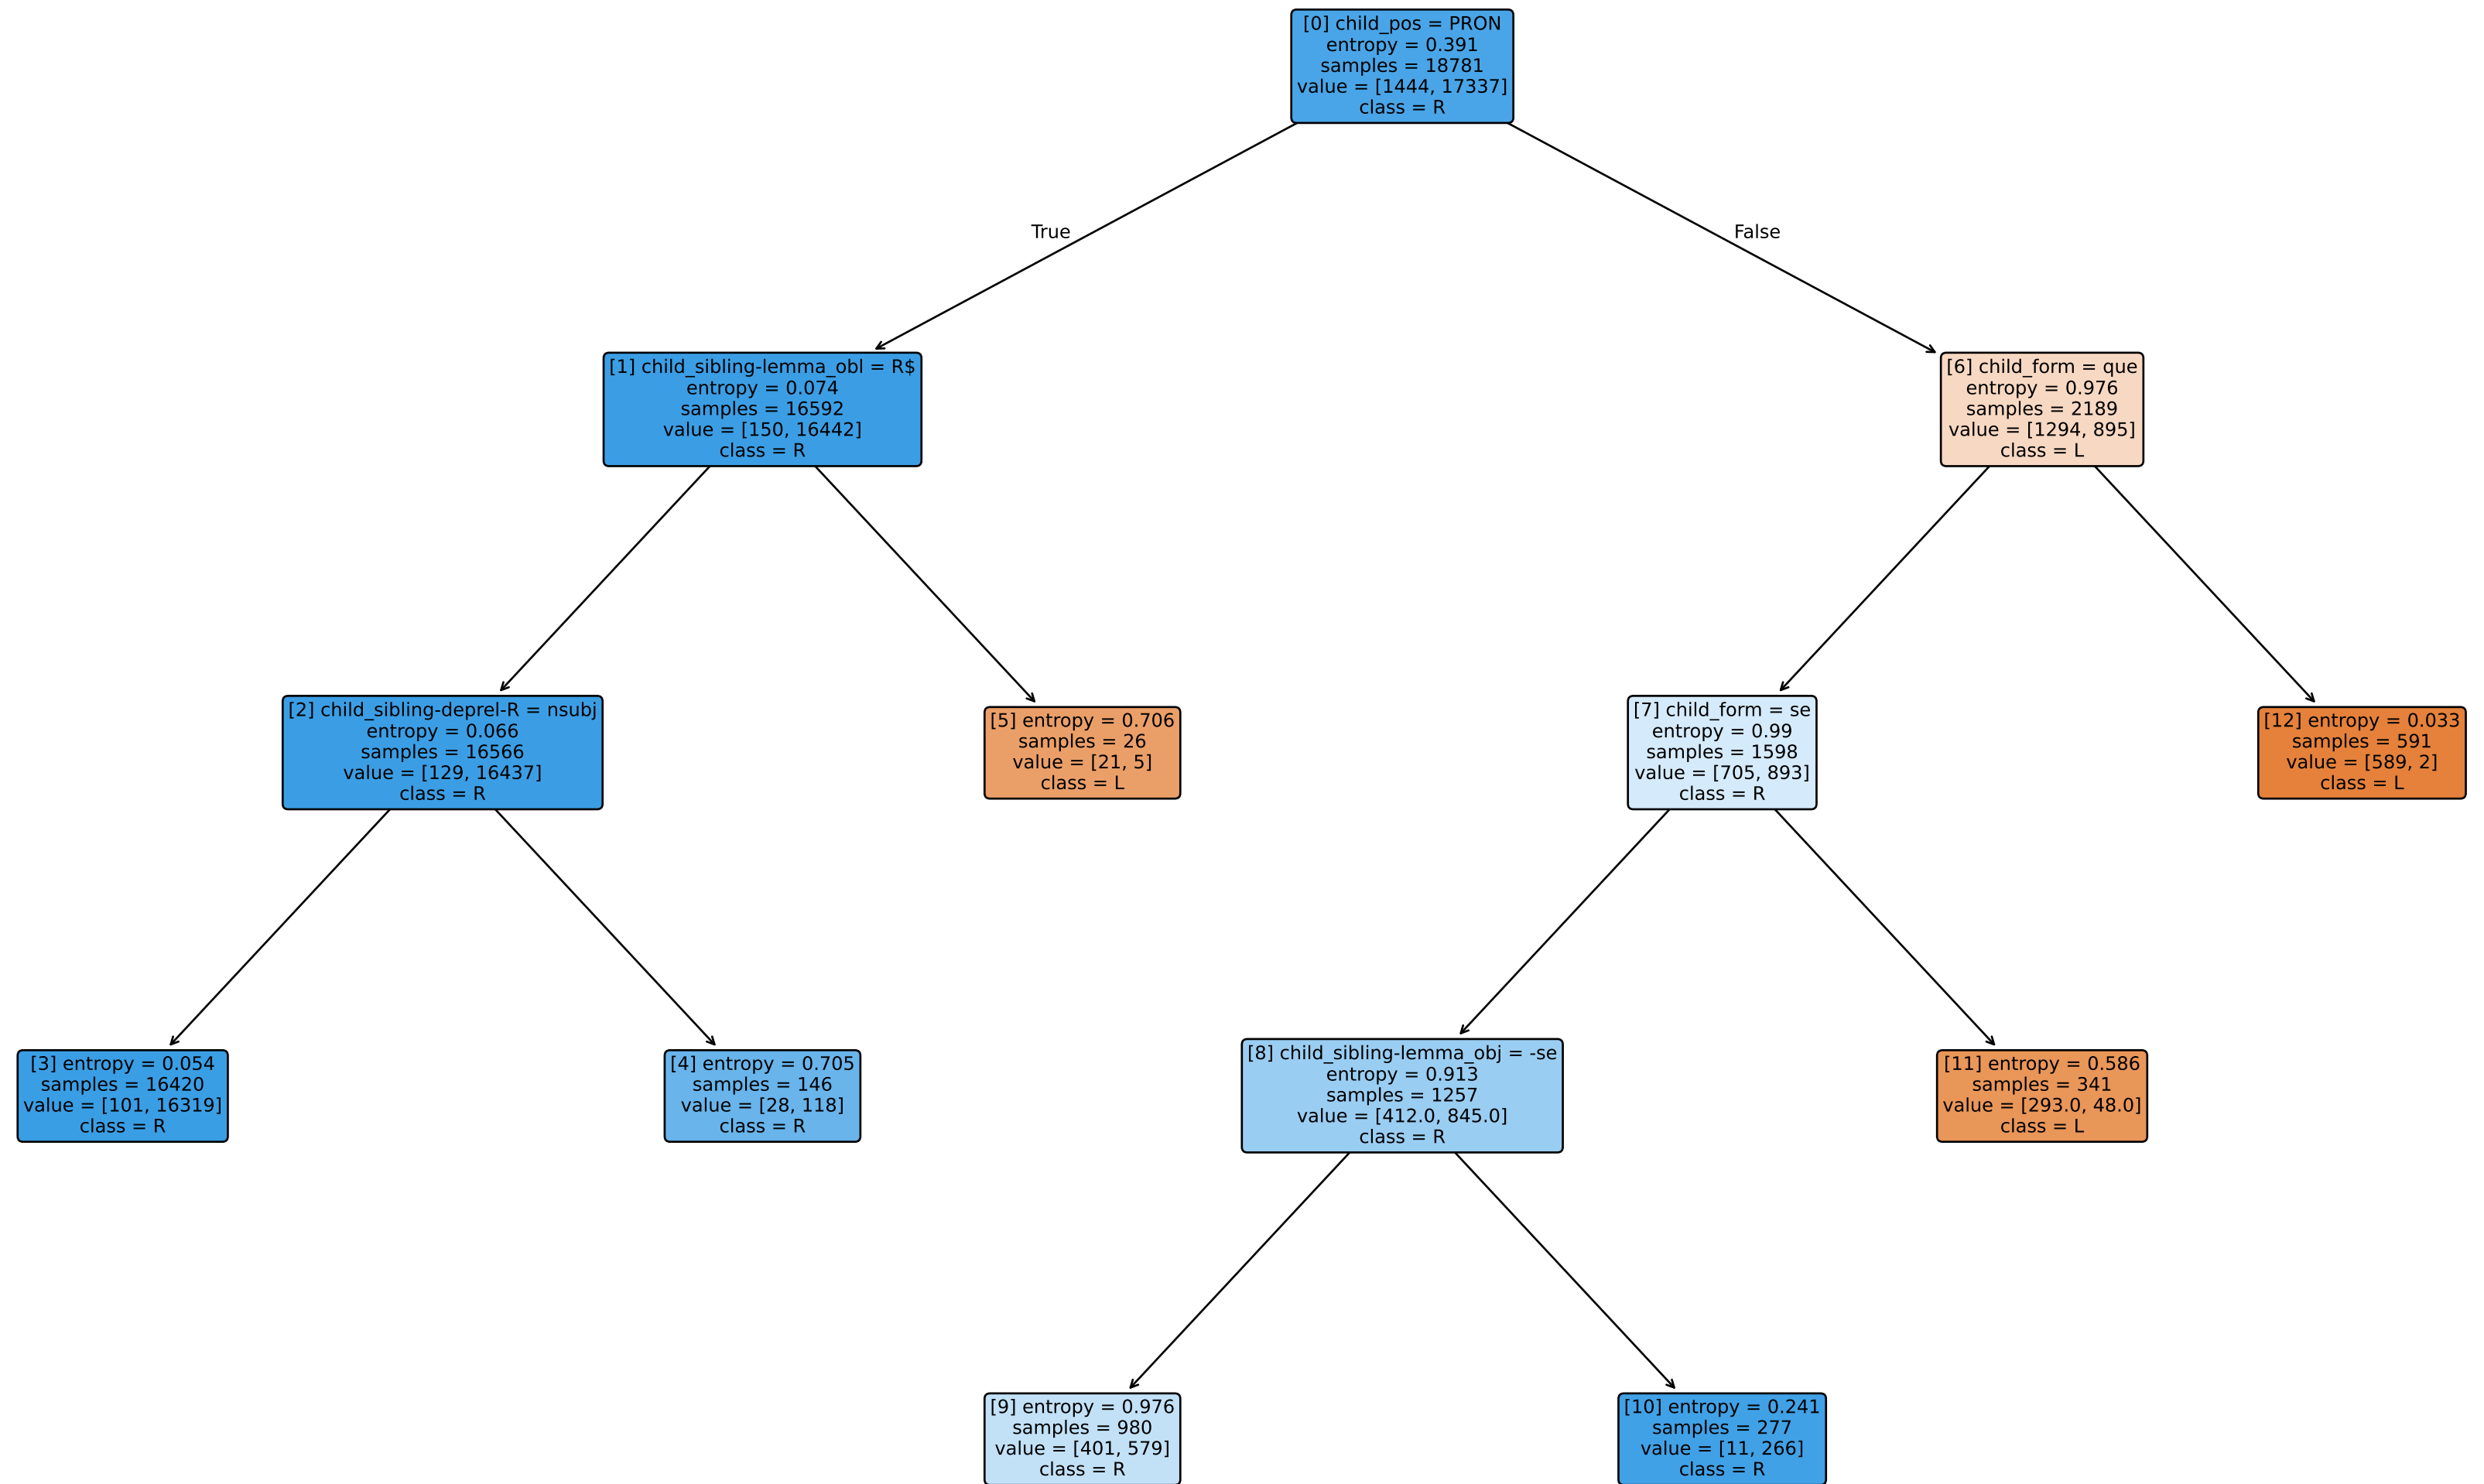 [0] child_pos = PRON
entropy = 0.391
samples = 18781
value = [1444, 17337]
class = R
True
False
[1] child_sibling-lemma_obl = R$
entropy = 0.074
samples = 16592
value = [150, 16442]
class = R
[6] child_form = que
entropy = 0.976
samples = 2189
value = [1294, 895]
class = L
[2] child_sibling-deprel-R = nsubj
entropy = 0.066
samples = 16566
value = [129, 16437]
class = R
[5] entropy = 0.706
samples = 26
value = [21, 5]
class = L
[7] child_form = se
entropy = 0.99
samples = 1598
value = [705, 893]
class = R
[12] entropy = 0.033
samples = 591
value = [589, 2]
class = L
[3] entropy = 0.054
samples = 16420
value = [101, 16319]
class = R
[4] entropy = 0.705
samples = 146
value = [28, 118]
class = R
[8] child_sibling-lemma_obj = -se
entropy = 0.913
samples = 1257
value = [412.0, 845.0]
class = R
[11] entropy = 0.586
samples = 341
value = [293.0, 48.0]
class = L
[9] entropy = 0.976
samples = 980
value = [401, 579]
class = R
[10] entropy = 0.241
samples = 277
value = [11, 266]
class = R